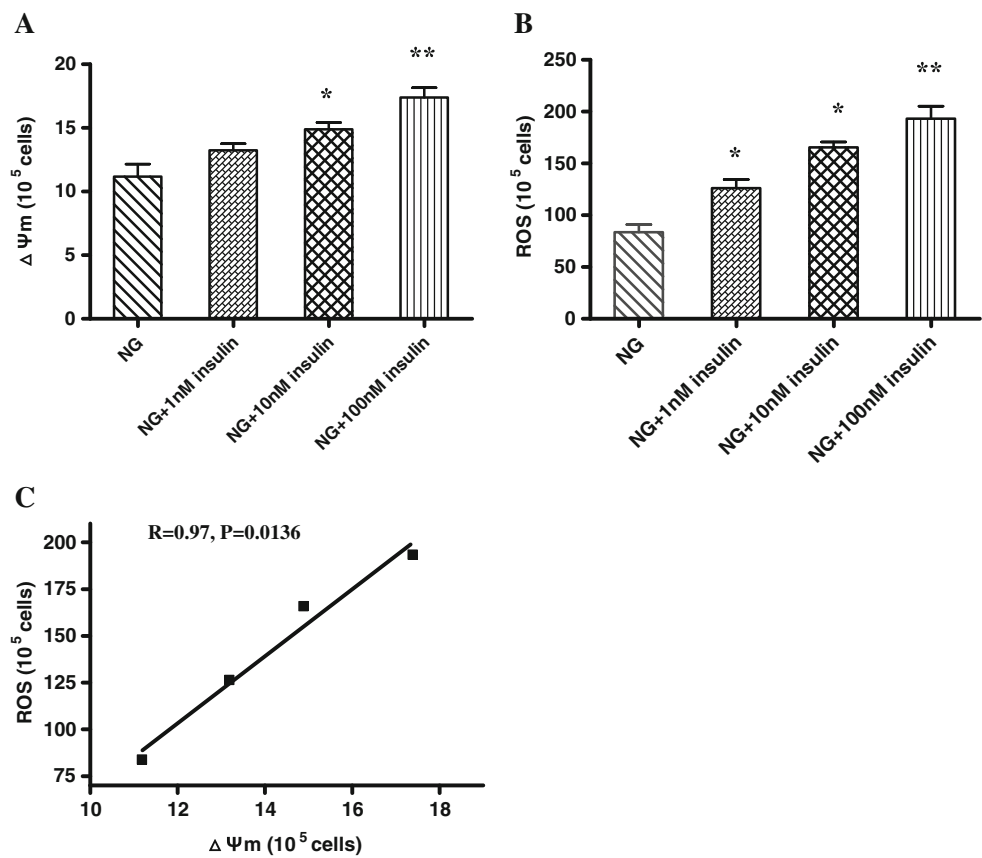 A
ΔΨm (10⁵ cells)
20
15
10
5
0
*
**
NG
NG+1nM insulin
NG+10nM insulin
NG+100nM insulin
B
ROS (10⁵ cells)
250
200
150
100
50
0
*
*
**
NG
NG+1nM insulin
NG+10nM insulin
NG+100nM insulin
C
R=0.97, P=0.0136
ROS (10⁵ cells)
200
175
150
125
100
75
10 12 14 16 18
Δ Ψm (10⁵ cells)